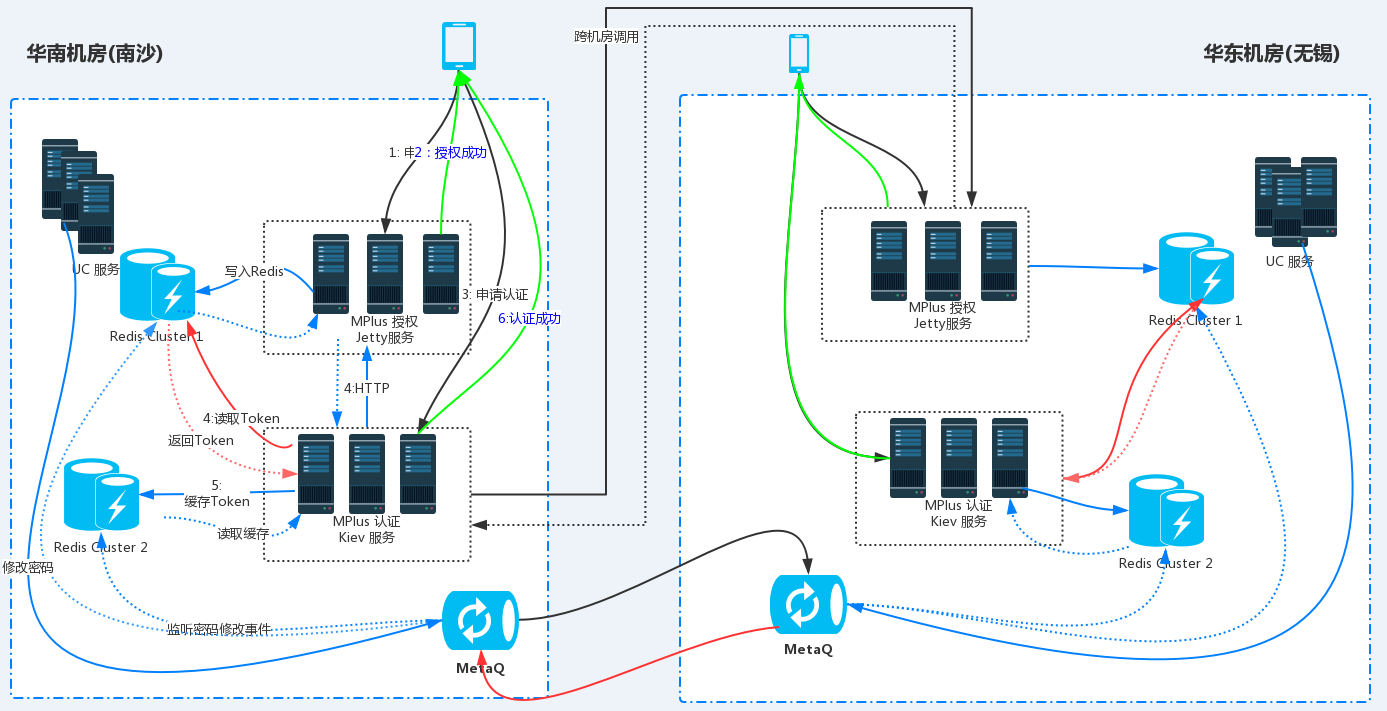 华南机房(南沙)
跨机房调用
华东机房(无锡)
1: 申
2：授权成功
UC 服务
写入Redis
3: 申请认证
6:认证成功
MPlus 授权
Jetty服务
Redis Cluster 1
4:HTTP
4:读取Token
返回Token
5:
缓存Token
MPlus 认证
Kiev 服务
读取缓存
Redis Cluster 2
修改密码
监听密码修改事件
MetaQ
UC 服务
MPlus 授权
Jetty服务
Redis Cluster 1
MPlus 认证
Kiev 服务
Redis Cluster 2
MetaQ